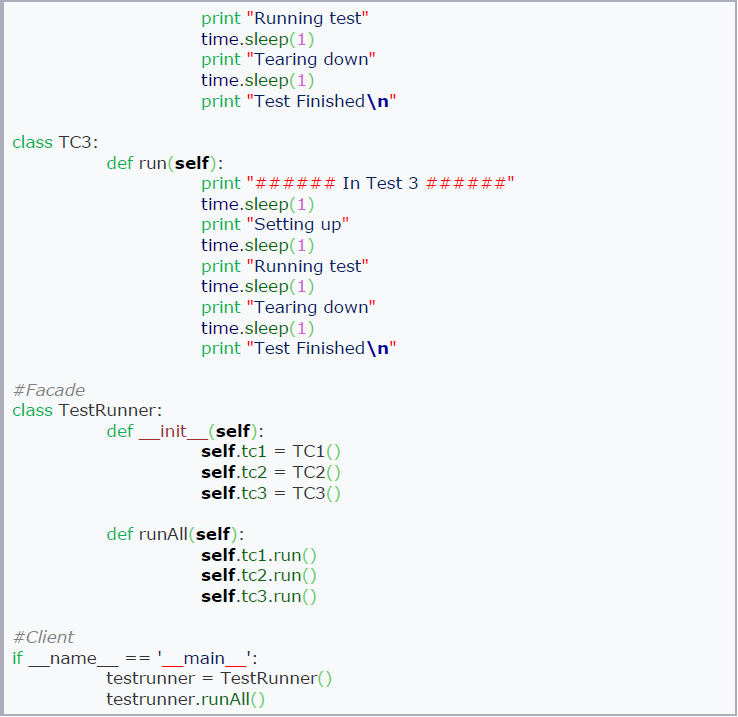 print "Running test"
time.sleep(1)
print "Tearing down"
time.sleep(1)
print "Test Finished\n"
class TC3:
def run(self):
print "###### In Test 3 ######"
time.sleep(1)
print "Setting up"
time.sleep(1)
print "Running test"
time.sleep(1)
print "Tearing down"
time.sleep(1)
print "Test Finished\n"
#Facade
class TestRunner:
def __init__(self):
self.tc1 = TC1()
self.tc2 = TC2()
self.tc3 = TC3()
def runAll(self):
self.tc1.run()
self.tc2.run()
self.tc3.run()
#Client
if __name__ == '__main__':
testrunner = TestRunner()
testrunner.runAll()